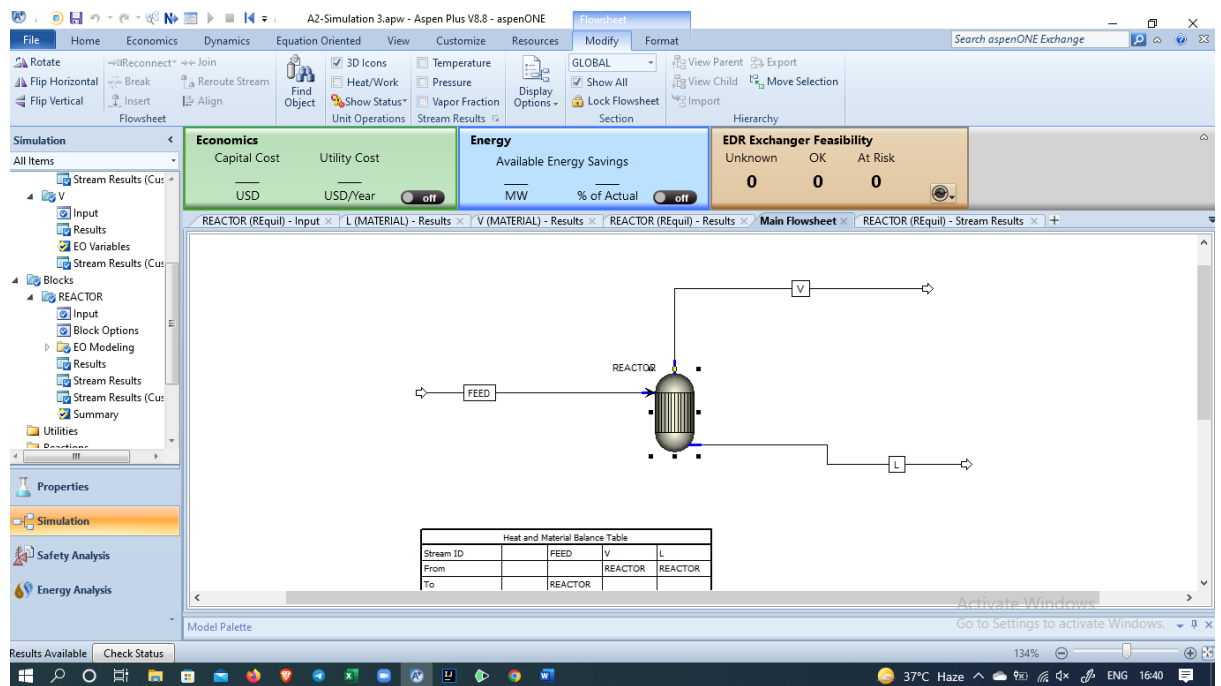 A2-Simulation 3.apw - Aspen Plus V8.8 - aspenONE
Flowsheet
File Home Economics Dynamics Equation Oriented View Customize Resources Modify Format Search aspenONE Exchange
Rotate Reconnect Join
Flip Horizontal Break Reroute Stream
Flip Vertical Insert Align
Flowsheet
Find Object
3D Icons
Heat/Work
Show Status
Unit Operations
Temperature
Pressure
Vapor Fraction
Stream Results
Display Options
GLOBAL
Show All
Lock Flowsheet
Section
View Parent Export
View Child Move Selection
Import
Hierarchy
Simulation
All Items
Economics
Capital Cost Utility Cost
USD USD/Year off
Energy
Available Energy Savings
MW % of Actual off
EDR Exchanger Feasibility
Unknown OK At Risk
0 0 0
REACTOR (REquil) - Input L (MATERIAL) - Results V (MATERIAL) - Results REACTOR (REquil) - Results Main Flowsheet REACTOR (REquil) - Stream Results +
Stream Results (Cus
V
Input
Results
EO Variables
Stream Results (Cus
Blocks
REACTOR
Input
Block Options
EO Modeling
Results
Stream Results
Stream Results (Cus
Summary
Utilities
Reactions
Properties
Simulation
Safety Analysis
Energy Analysis
V
REACTOR
FEED
L
Heat and Material Balance Table
Stream ID FEED V L
From REACTOR REACTOR
To REACTOR
Activate Windows
Go to Settings to activate Windows.
Model Palette
Results Available Check Status 134%
37°C Haze ENG 16:40